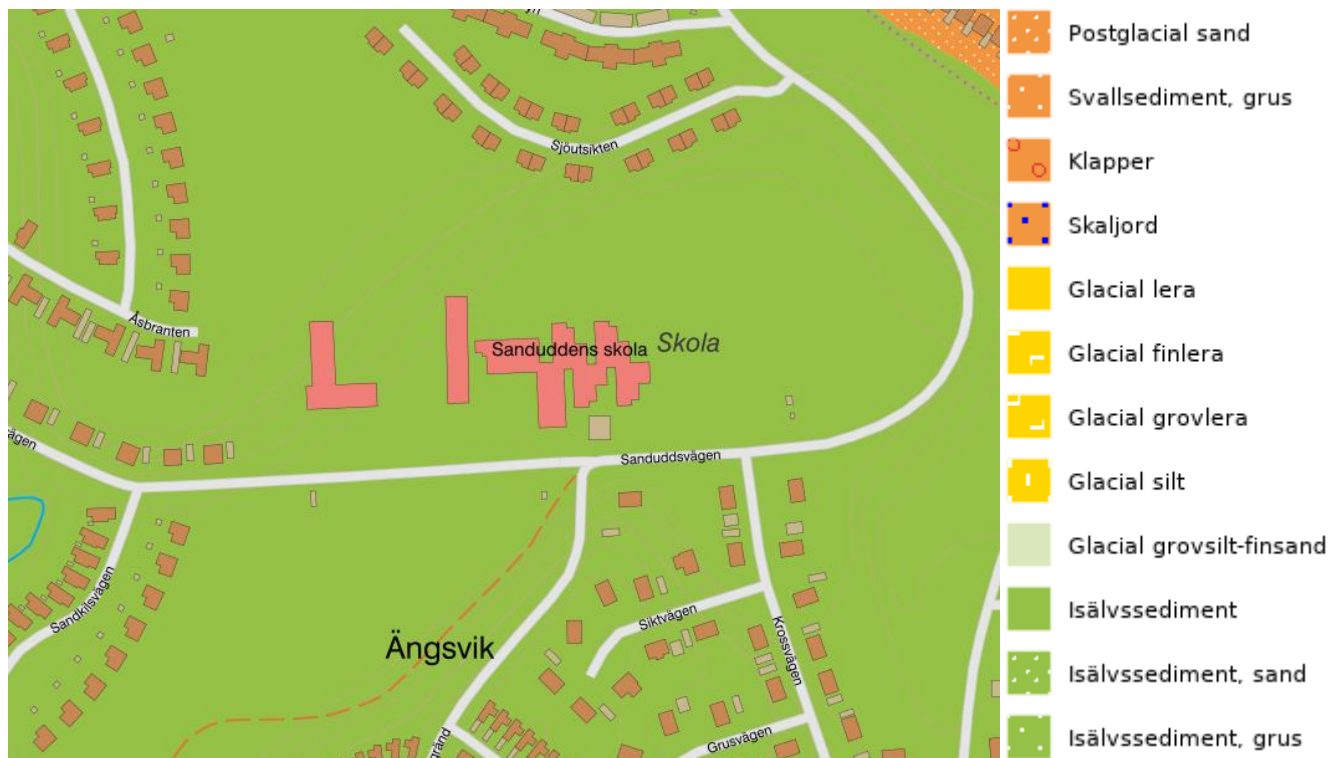 Sjöutsikten
Åsbranten
Sanduddens skola
Skola
Sanduddsvägen
Sandkilsvägen
Ängsvik
Siktvägen
Krossvägen
Grusvägen
Postglacial sand
Svallsediment, grus
Klapper
Skaljord
Glacial lera
Glacial finlera
Glacial grovlera
Glacial silt
Glacial grovsilt-finsand
Isälvssediment
Isälvssediment, sand
Isälvssediment, grus